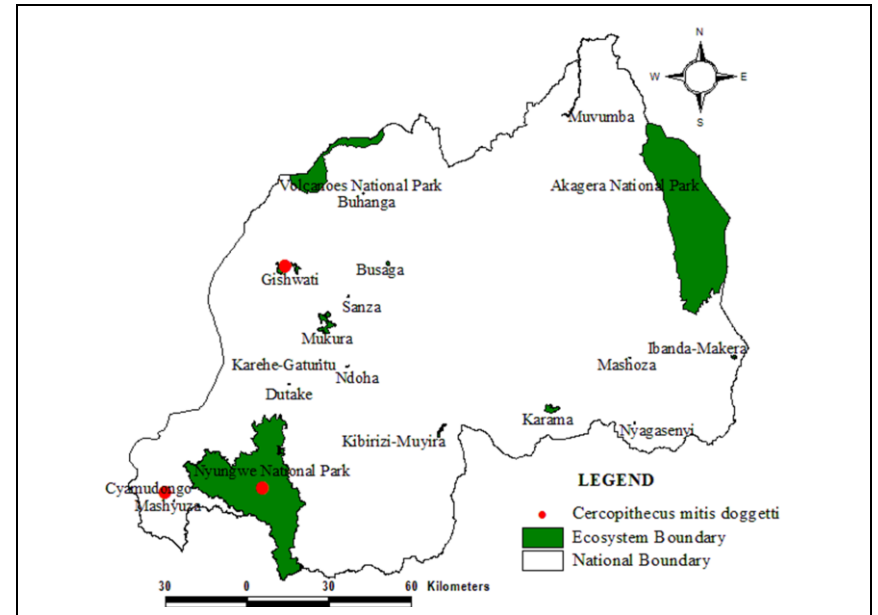 N
W E
S
Muvumba
Volcanoes National Park
Akagera National Park
Buhanga
Gishwati
Busaga
Sanza
Mukura
Ibanda-Makera
Karehe-Gaturitu
Mashoza
Ndoha
Dutake
Karama
Nyagasenyi
Kibirizi-Muyira
Nyungwe National Park
Cyamudongo
Mashyuza
LEGEND
Cercopithecus mitis doggetti
Ecosystem Boundary
National Boundary
30 0 30 60 Kilometers